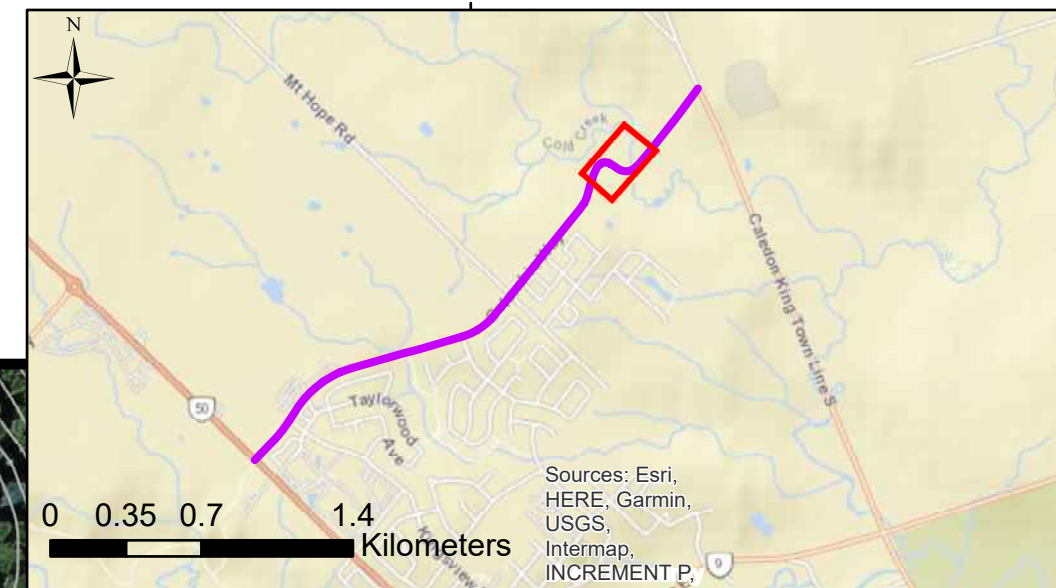 N
Mt Hope Rd
Cold Creek
Caledon King Town Line S
50
Taylorwood
Ave
Sources: Esri,
HERE, Garmin,
USGS,
Intermap,
INCREMENT P,
0 0.35 0.7 1.4
Kilometers
9